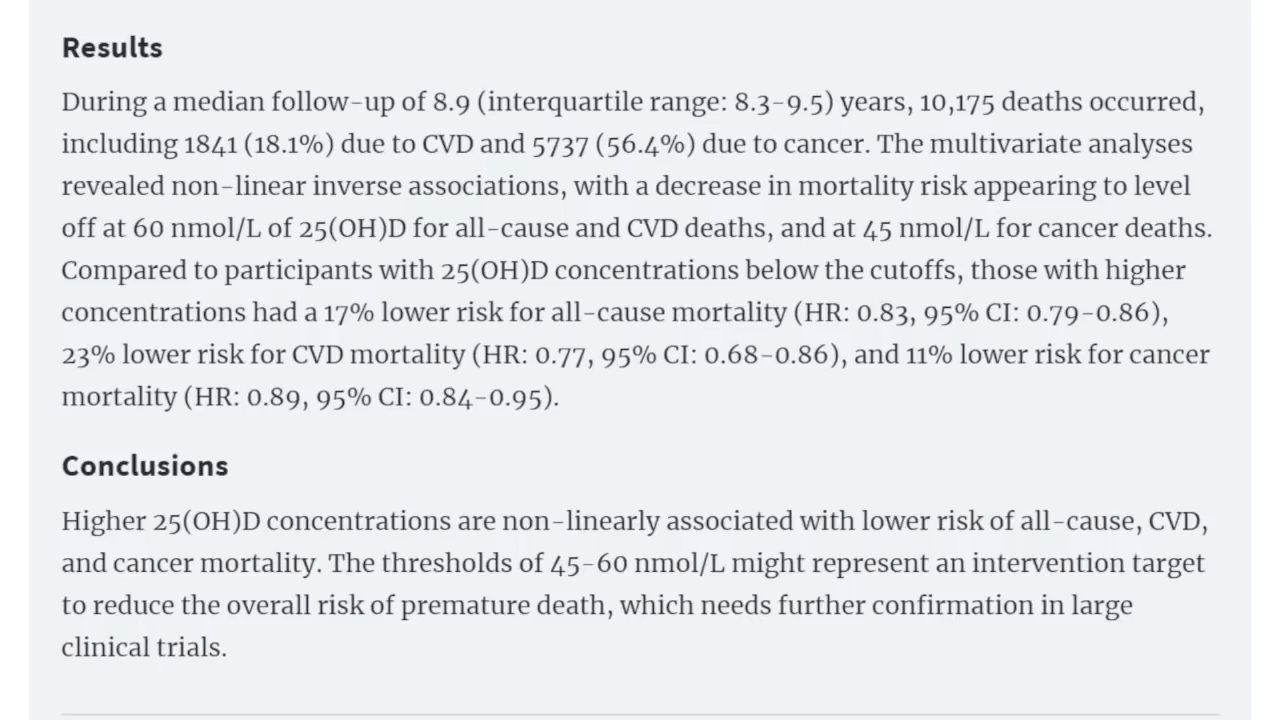 Results
During a median follow-up of 8.9 (interquartile range: 8.3-9.5) years, 10,175 deaths occurred,
including 1841 (18.1%) due to CVD and 5737 (56.4%) due to cancer. The multivariate analyses
revealed non-linear inverse associations, with a decrease in mortality risk appearing to level
off at 60 nmol/L of 25(OH)D for all-cause and CVD deaths, and at 45 nmol/L for cancer deaths.
Compared to participants with 25(OH)D concentrations below the cutoffs, those with higher
concentrations had a 17% lower risk for all-cause mortality (HR: 0.83, 95% CI: 0.79-0.86),
23% lower risk for CVD mortality (HR: 0.77, 95% CI: 0.68-0.86), and 11% lower risk for cancer
mortality (HR: 0.89, 95% CI: 0.84-0.95).
Conclusions
Higher 25(OH)D concentrations are non-linearly associated with lower risk of all-cause, CVD,
and cancer mortality. The thresholds of 45-60 nmol/L might represent an intervention target
to reduce the overall risk of premature death, which needs further confirmation in large
clinical trials.